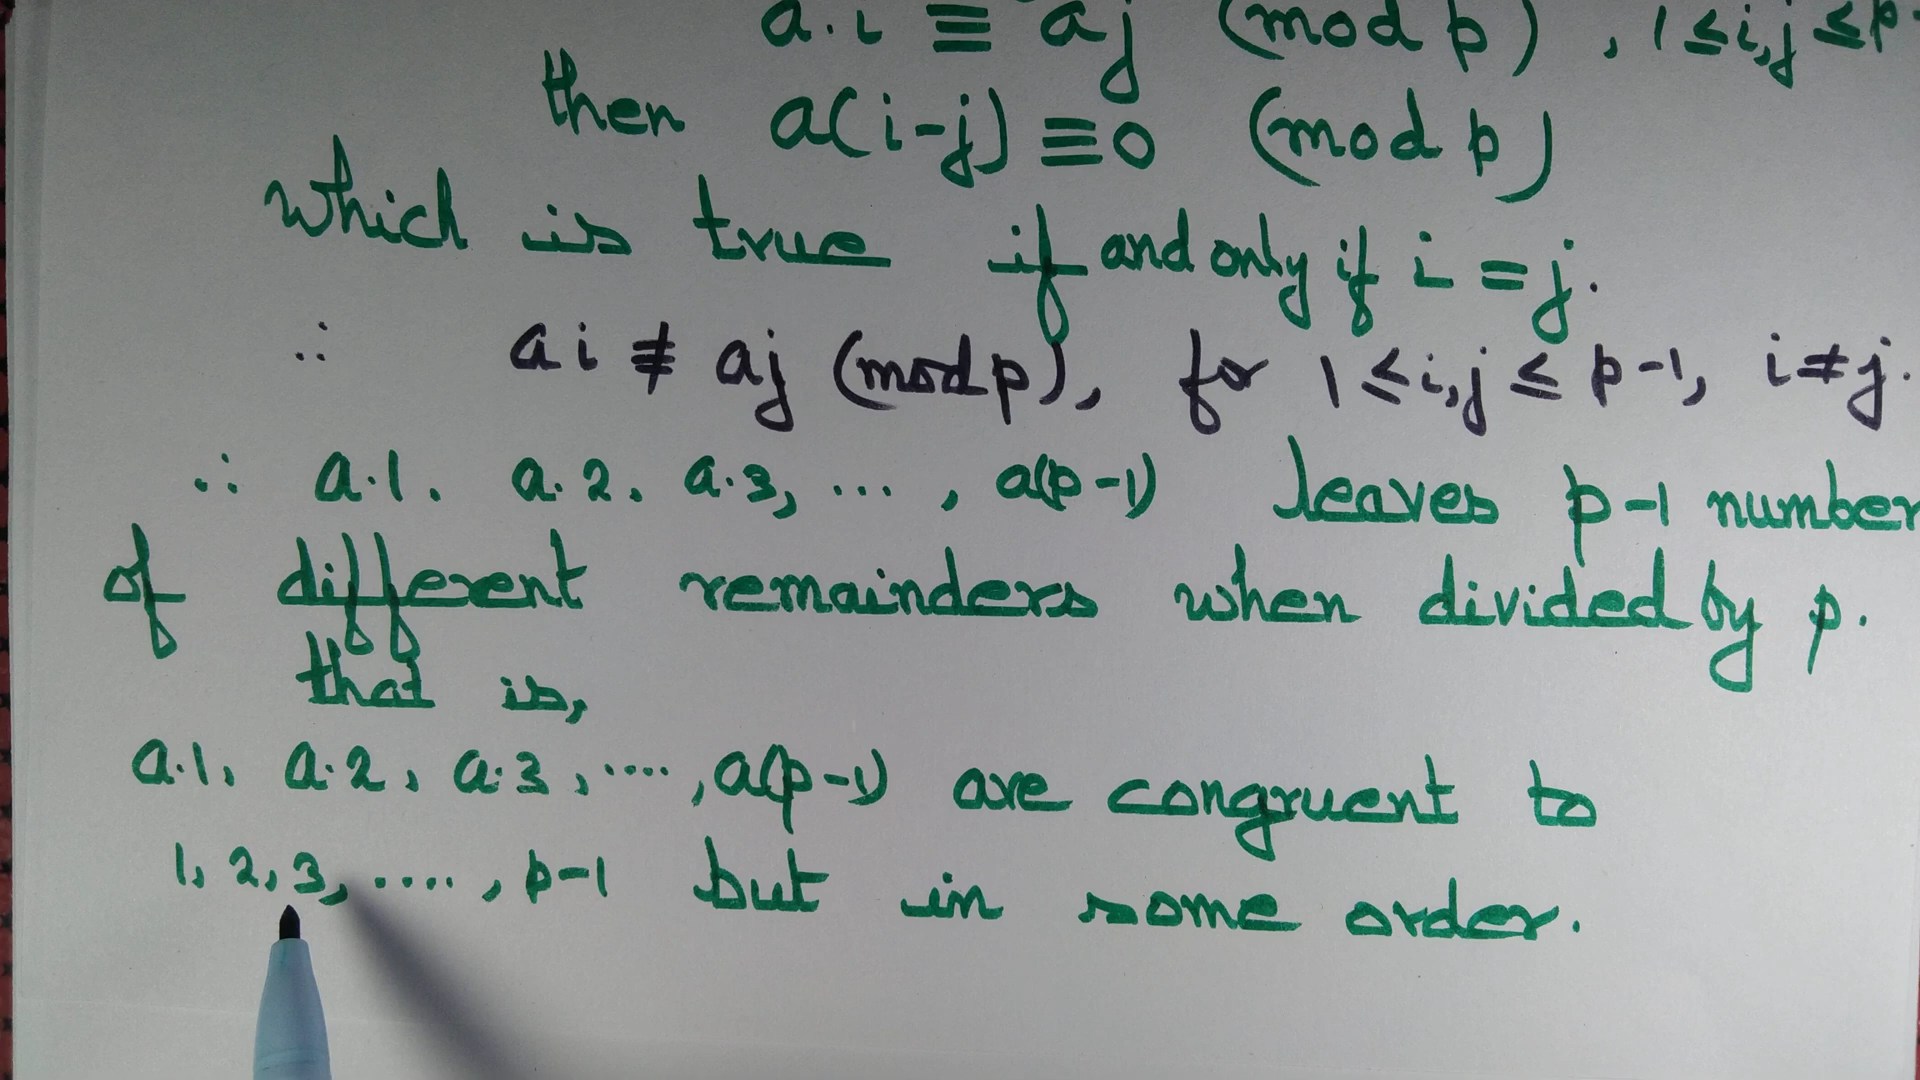 a.i ≡ aj (mod p), 1≤i,j≤p-
then a(i-j) ≡0 (mod p)
which is true if and only if i = j.
∴ ai ≢ aj (mod p), for 1≤i,j ≤ p-1, i≠j.
∴ a.1, a.2, a.3, ..., a(p-1) leaves p-1 number
of different remainders when divided by p.
that is,
a.1, a.2, a.3, ...., a(p-1) are congruent to
1, 2, 3, ...., p-1 but in some order.